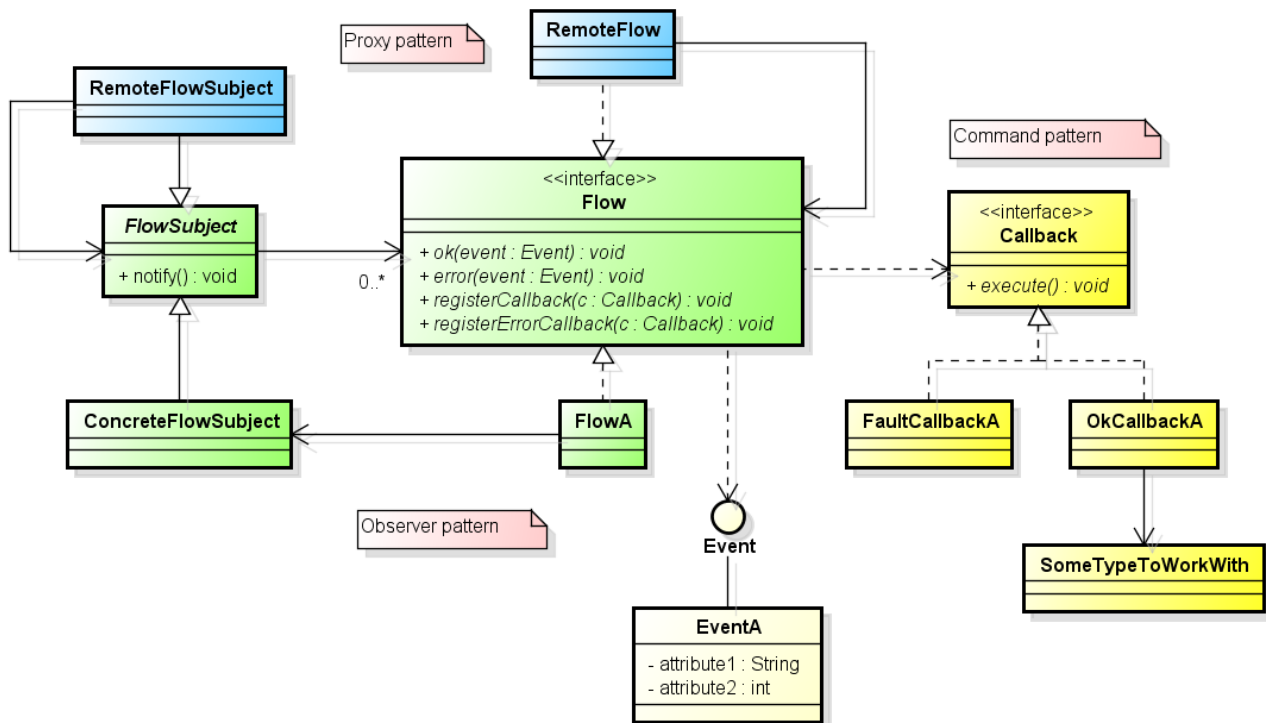 RemoteFlow
Proxy pattern
RemoteFlowSubject
Command pattern
<<interface>>
Flow
+ ok(event : Event) : void
+ error(event : Event) : void
+ registerCallback(c : Callback) : void
+ registerErrorCallback(c : Callback) : void
<<interface>>
Callback
+ execute() : void
FlowSubject
+ notify() : void
0..*
ConcreteFlowSubject
FlowA
FaultCallbackA
OkCallbackA
Observer pattern
Event
SomeTypeToWorkWith
EventA
- attribute1 : String
- attribute2 : int